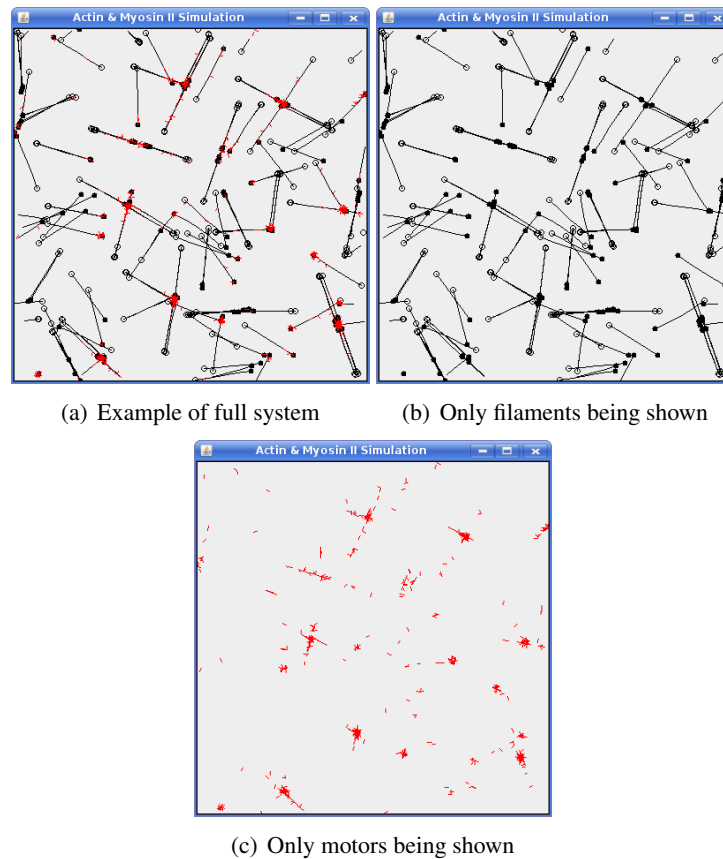 Actin & Myosin II Simulation
Actin & Myosin II Simulation
(a) Example of full system
(b) Only filaments being shown
Actin & Myosin II Simulation
(c) Only motors being shown